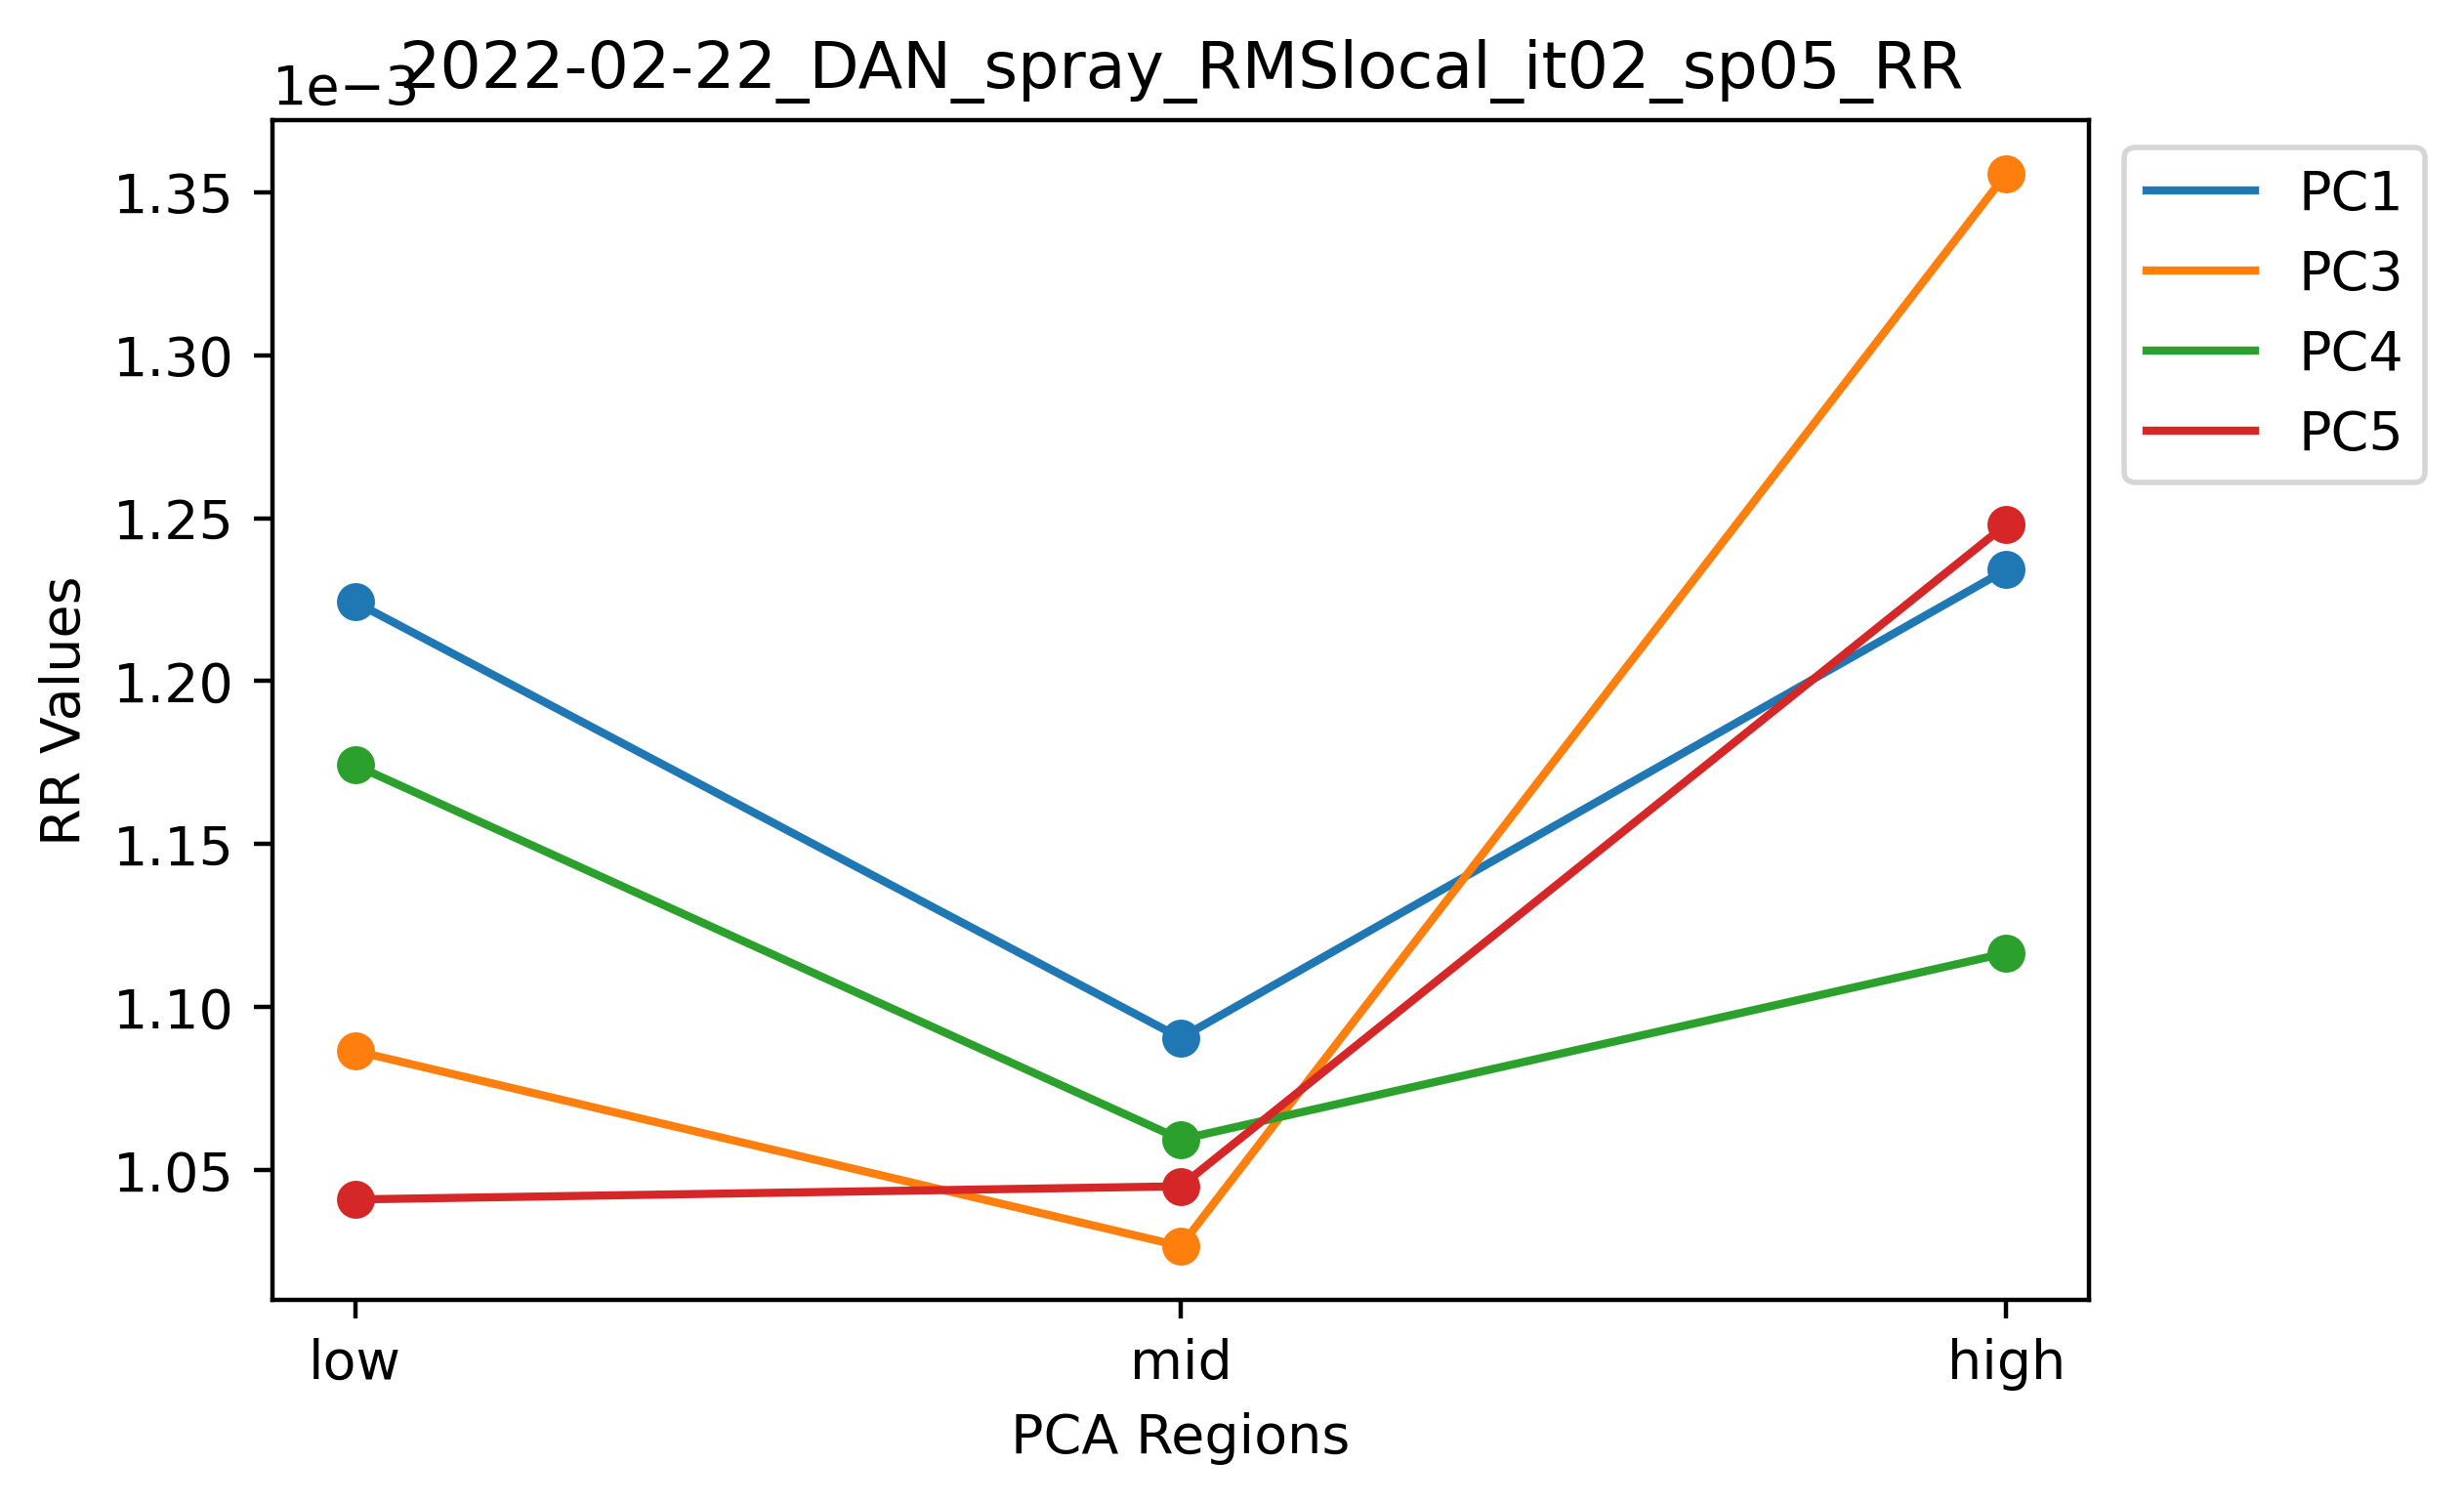 2022-02-22_DAN_spray_RMSlocal_it02_sp05_RR
1e−3
1.35
1.30
1.25
1.20
1.15
1.10
1.05
RR Values
low
mid
high
PCA Regions
PC1
PC3
PC4
PC5